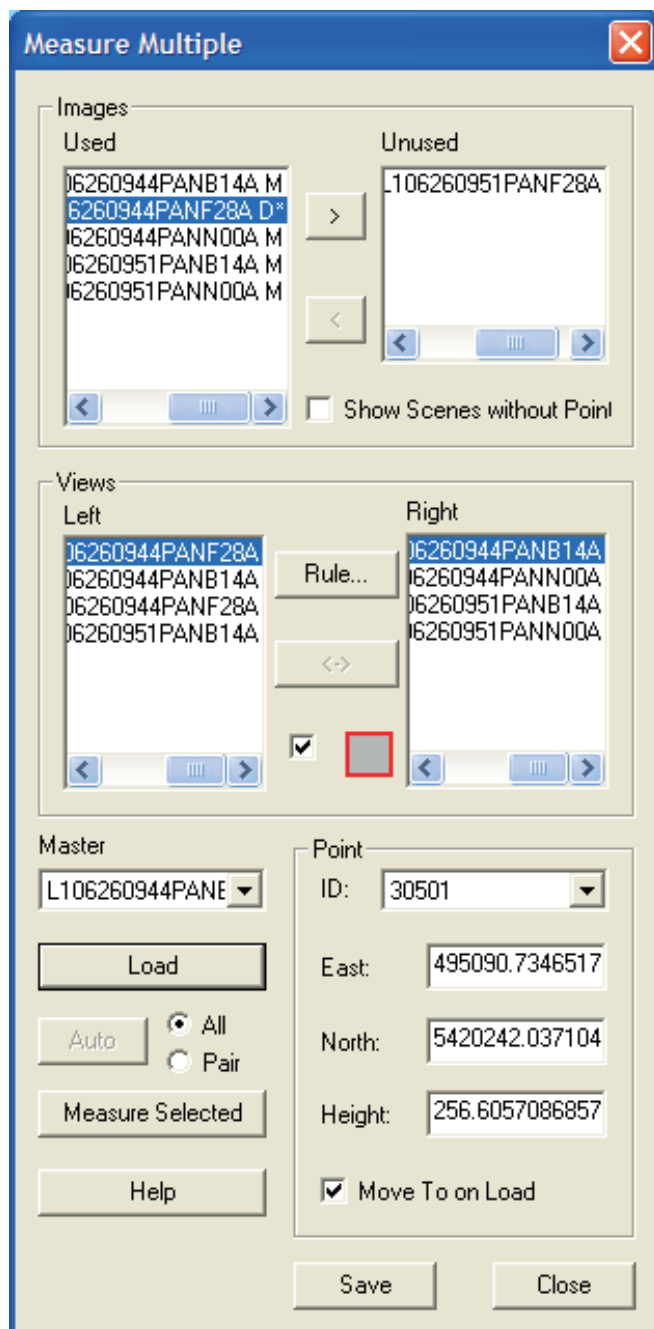 Measure Multiple
Images
Used
Unused
06260944PANB14A M
6260944PANF28A D*
06260944PANN00A M
06260951PANB14A M
06260951PANN00A M
>
<
L106260951PANF28A
Show Scenes without Point
Views
Left
Right
06260944PANF28A
06260944PANB14A
06260944PANF28A
06260951PANB14A
Rule...
<->
06260944PANB14A
06260944PANN00A
06260951PANB14A
06260951PANN00A
Master
L106260944PANE
Load
Auto
All
Pair
Measure Selected
Help
Point
ID: 30501
East: 495090.7346517
North: 5420242.037104
Height: 256.6057086857
Move To on Load
Save
Close